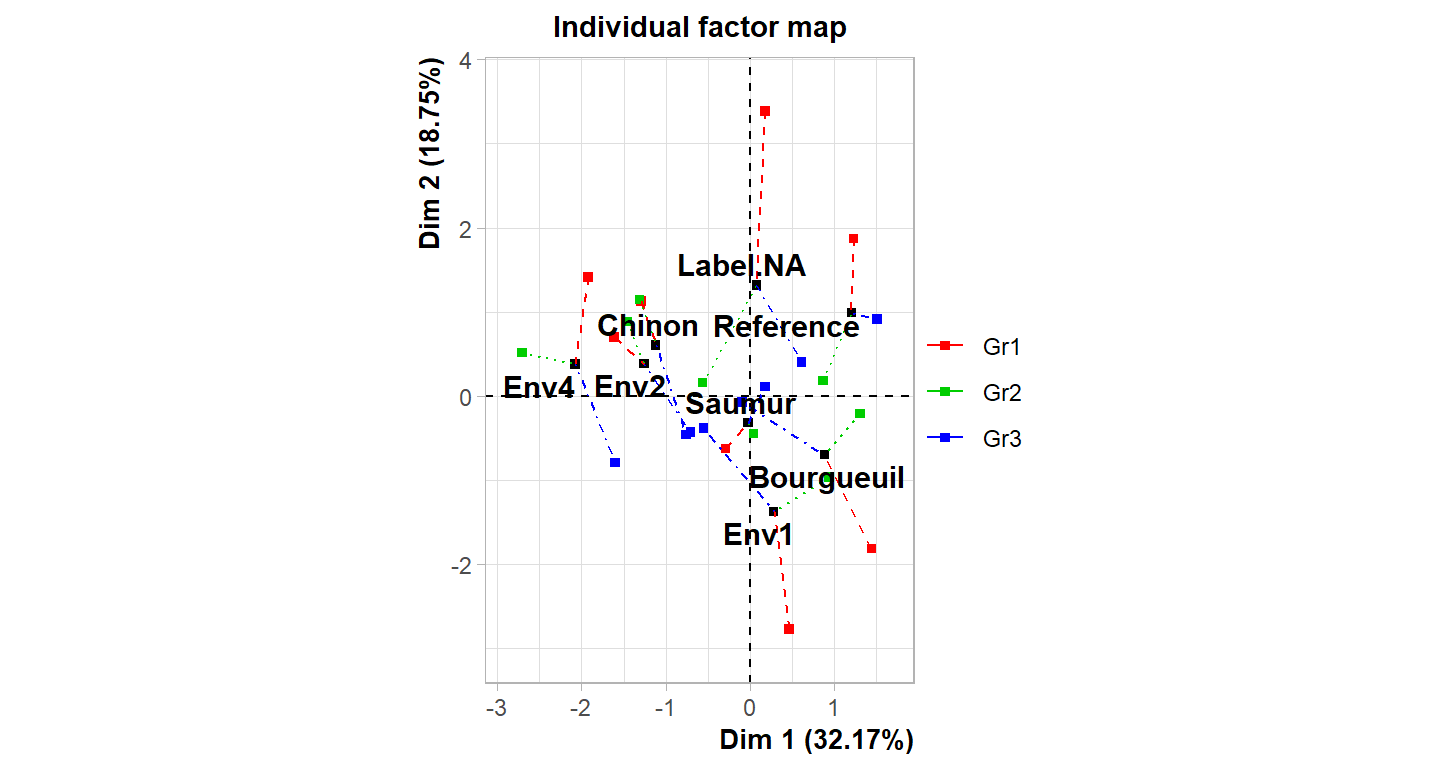 Individual factor map
Dim 2 (18.75%)
4
2
0
-2
Label.NA
Chinon
Reference
Env4
Env2
Saumur
Bourgueuil
Env1
Gr1
Gr2
Gr3
-3
-2
-1
0
1
Dim 1 (32.17%)